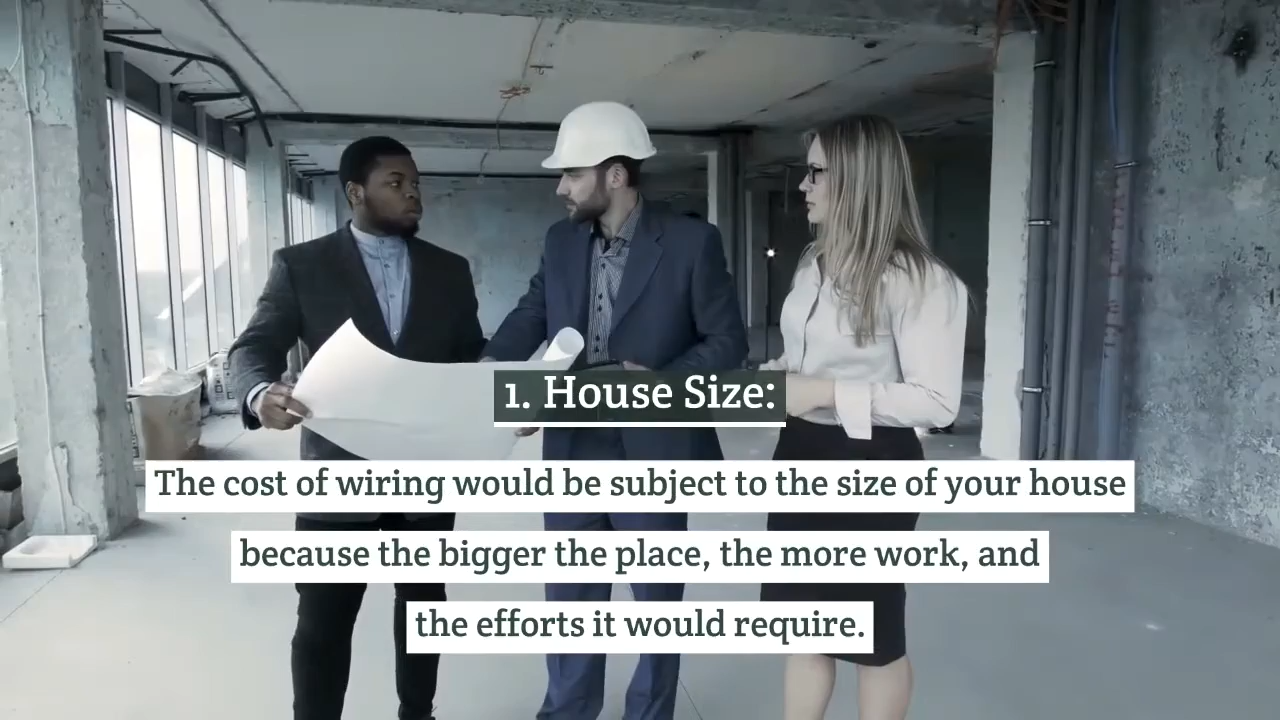 1. House Size:
The cost of wiring would be subject to the size of your house
because the bigger the place, the more work, and
the efforts it would require.